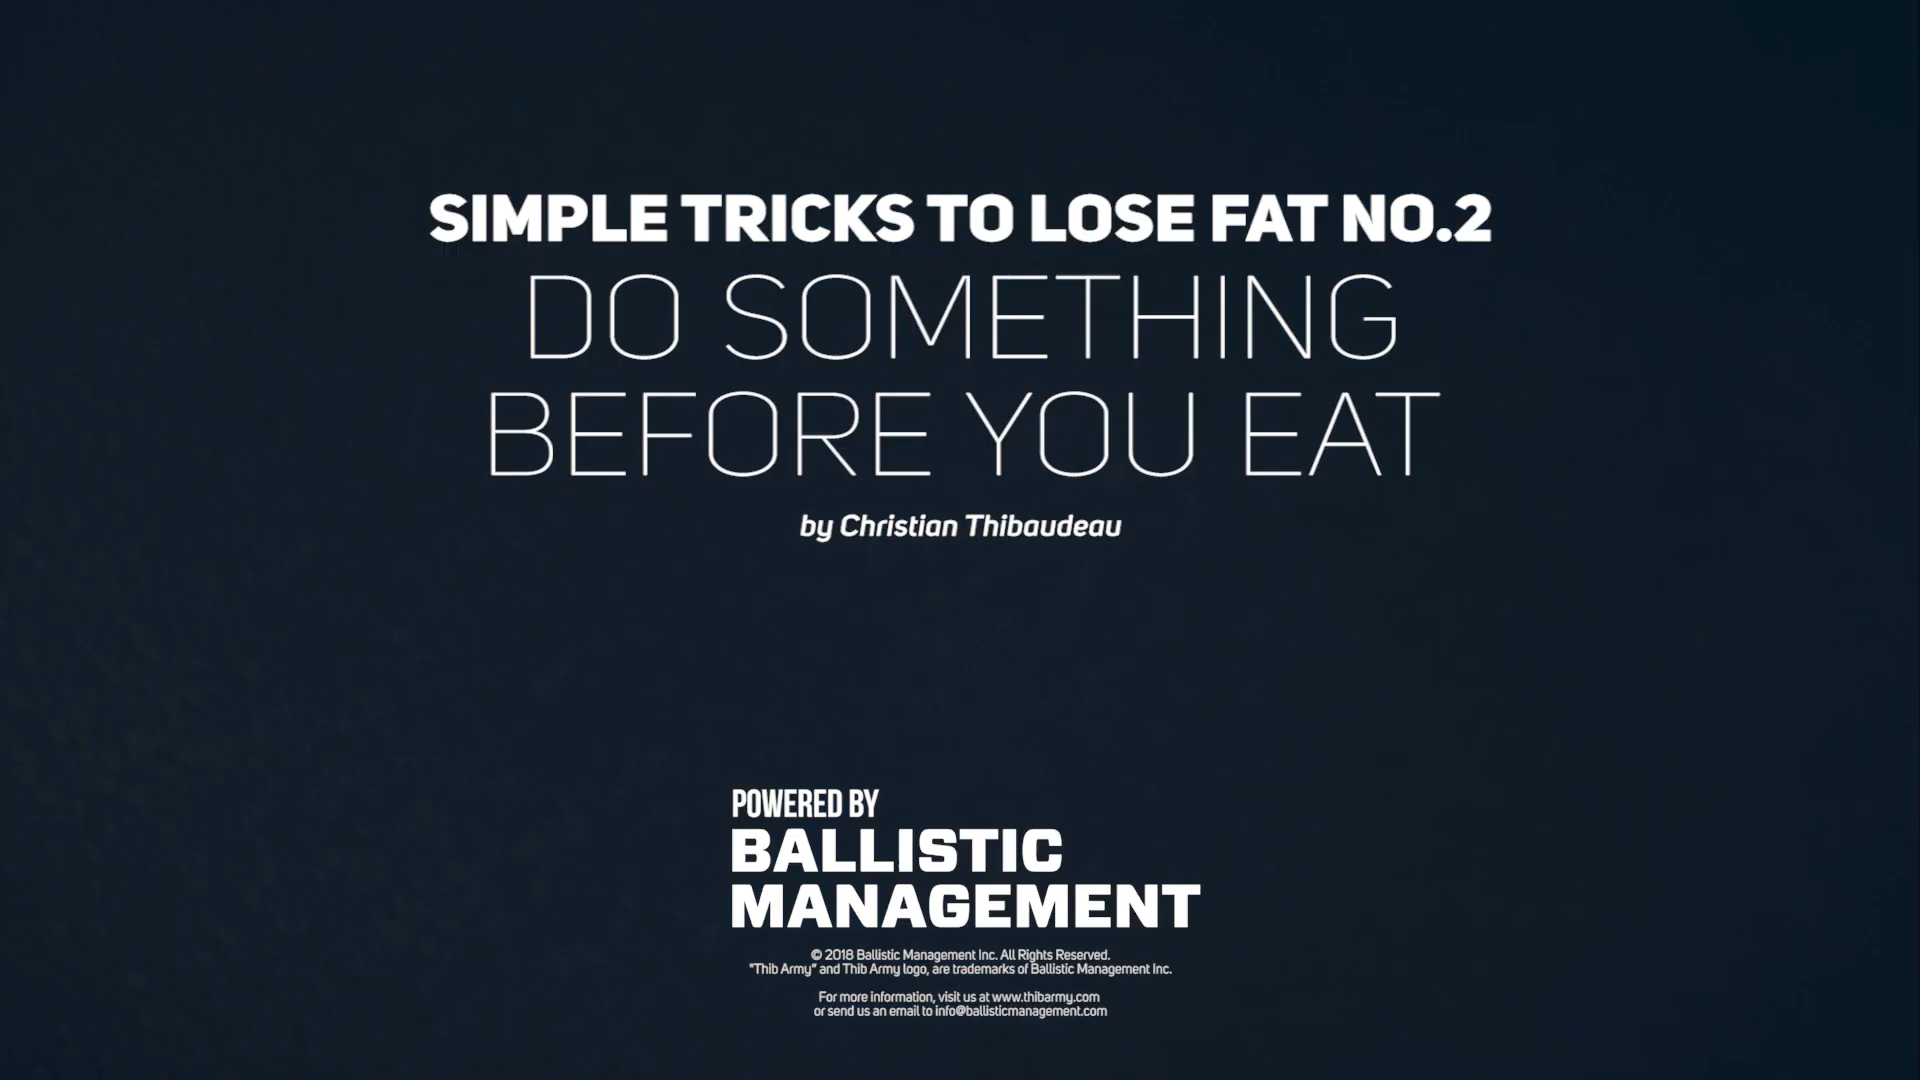 SIMPLE TRICKS TO LOSE FAT NO.2
DO SOMETHING
BEFORE YOU EAT
by Christian Thibaudeau
POWERED BY
BALLISTIC
MANAGEMENT
© 2018 Ballistic Management Inc. All Rights Reserved.
"Thib Army" and Thib Army logo, are trademarks of Ballistic Management Inc.
For more information, visit us at www.thibarmy.com
or send us an email to info@ballisticmanagement.com